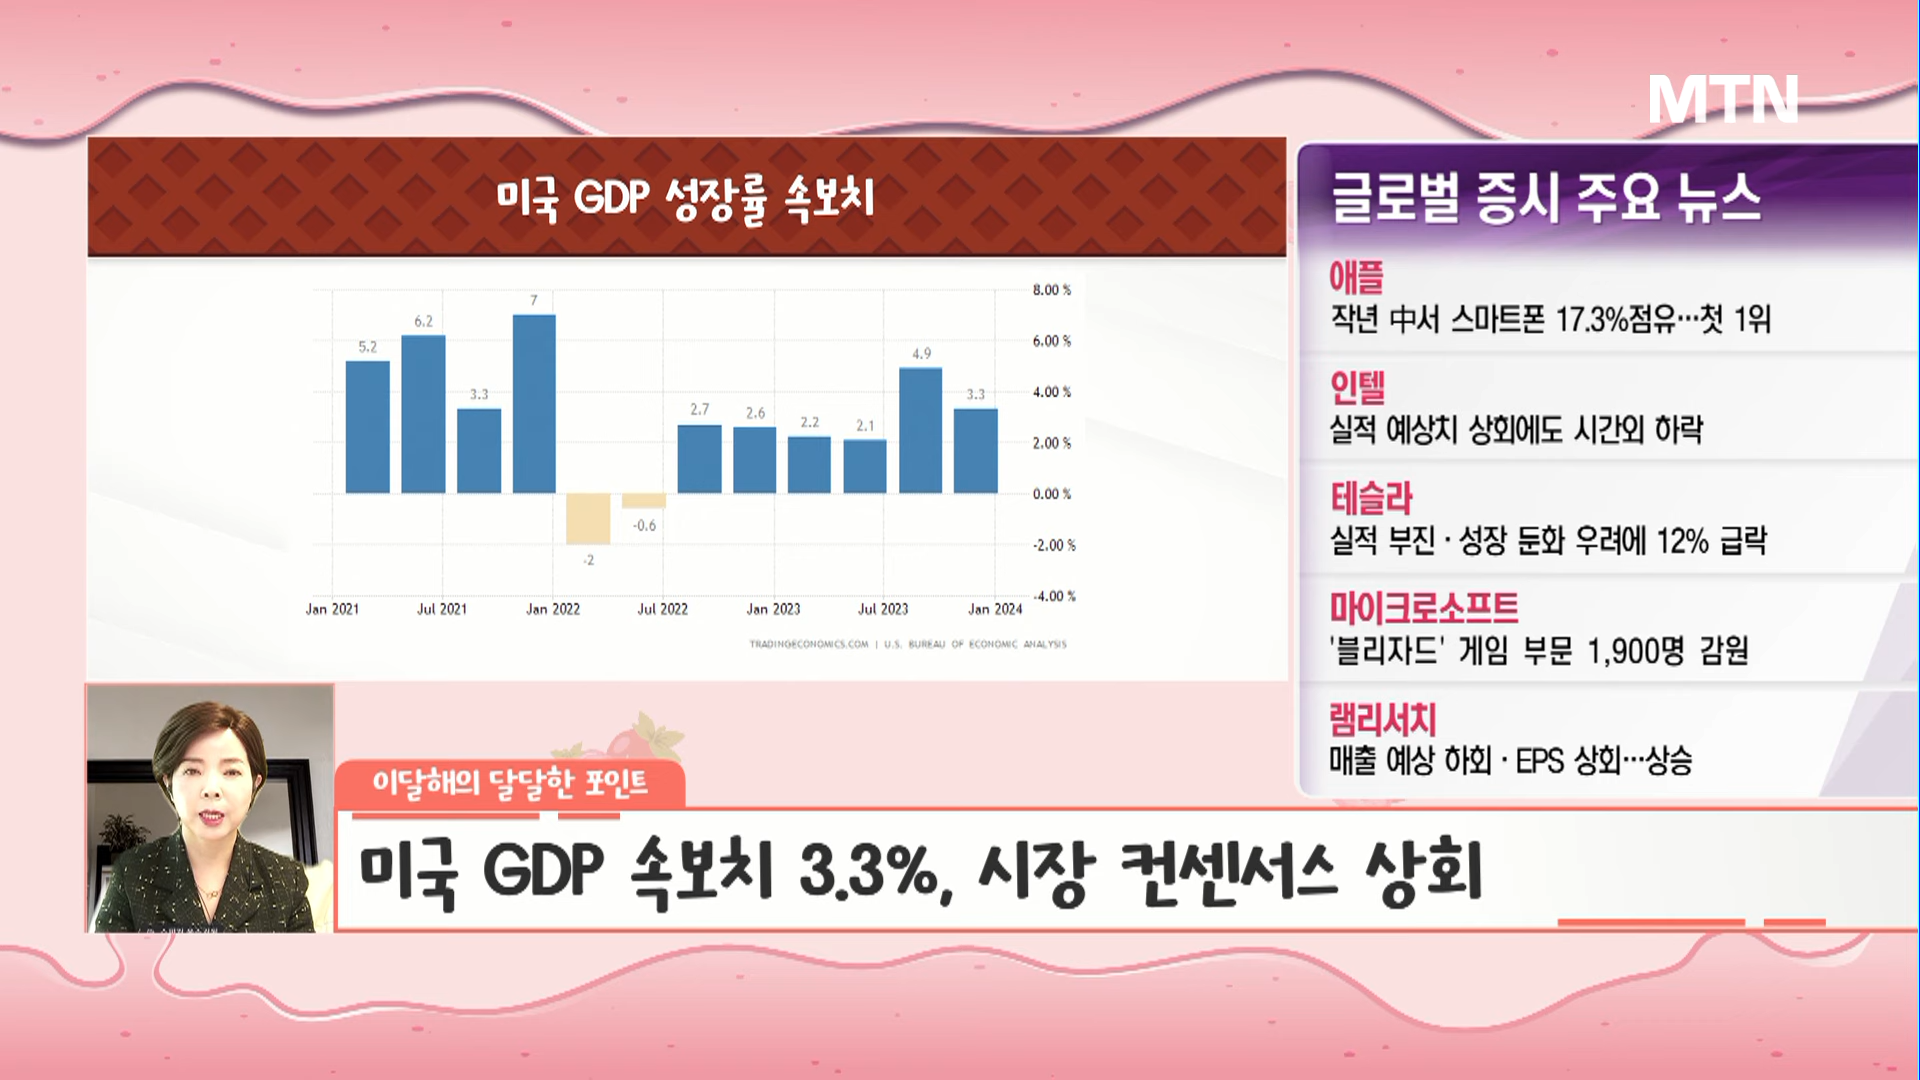 MTN
미국 GDP 성장률 속보치
8.00 %
6.00 %
4.00 %
2.00 %
0.00 %
-2.00 %
-4.00 %
5.2
6.2
3.3
7
-2
-0.6
2.7
2.6
2.2
2.1
4.9
3.3
Jan 2021
Jul 2021
Jan 2022
Jul 2022
Jan 2023
Jul 2023
Jan 2024
TRADINGECONOMICS.COM | U.S. BUREAU OF ECONOMIC ANALYSIS
글로벌 증시 주요 뉴스
애플
작년 中서 스마트폰 17.3%점유…첫 1위
인텔
실적 예상치 상회에도 시간외 하락
테슬라
실적 부진·성장 둔화 우려에 12% 급락
마이크로소프트
'블리자드' 게임 부문 1,900명 감원
램리서치
매출 예상 하회·EPS 상회…상승
이달해의 달달한 포인트
미국 GDP 속보치 3.3%, 시장 컨센서스 상회